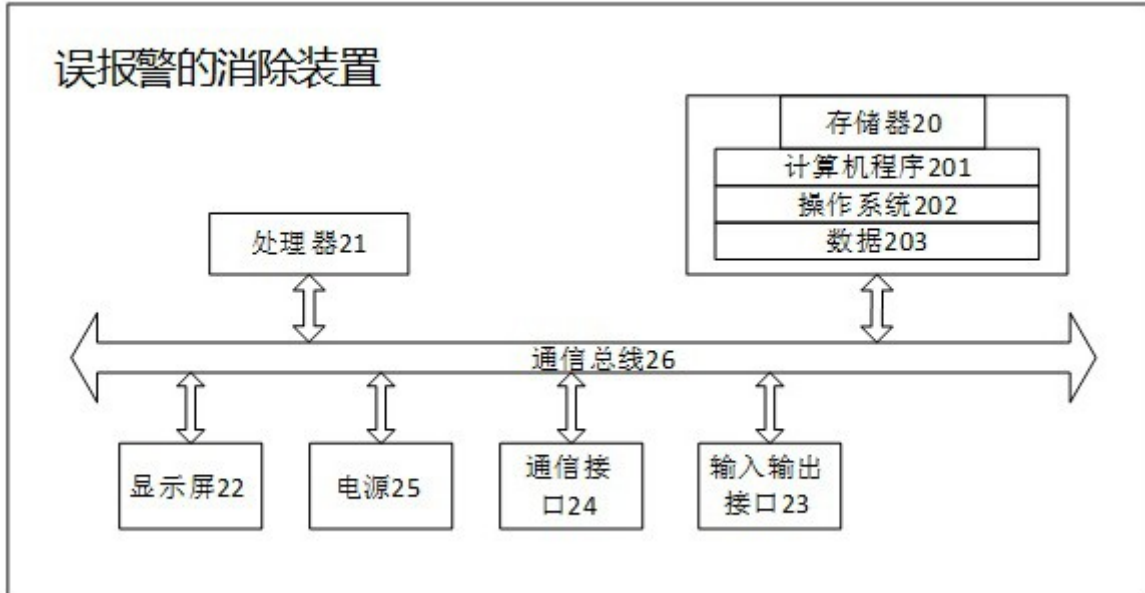 误报警的消除装置
存储器20
计算机程序201
操作系统202
数据203
处理器21
通信总线26
显示屏22
电源25
通信接
口24
输入输出
接口23